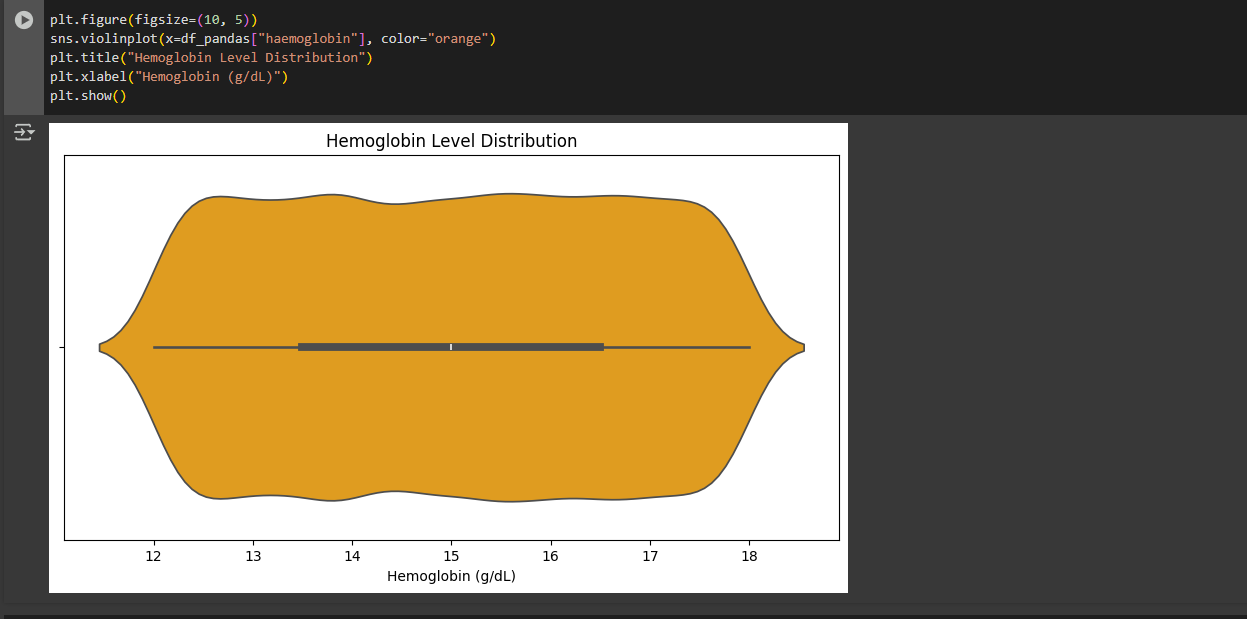 plt.figure(figsize=(10, 5))
sns.violinplot(x=df_pandas["haemoglobin"], color="orange")
plt.title("Hemoglobin Level Distribution")
plt.xlabel("Hemoglobin (g/dL)")
plt.show()
Hemoglobin Level Distribution
12 13 14 15 16 17 18
Hemoglobin (g/dL)